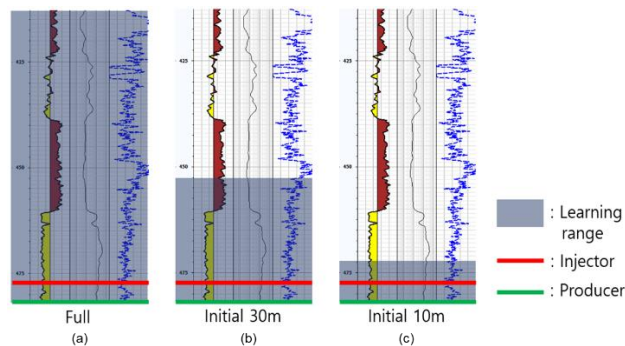 425
450
475
Full
(a)
425
450
475
Initial 30m
(b)
425
450
475
Initial 10m
(c)
: Learning
range
: Injector
: Producer